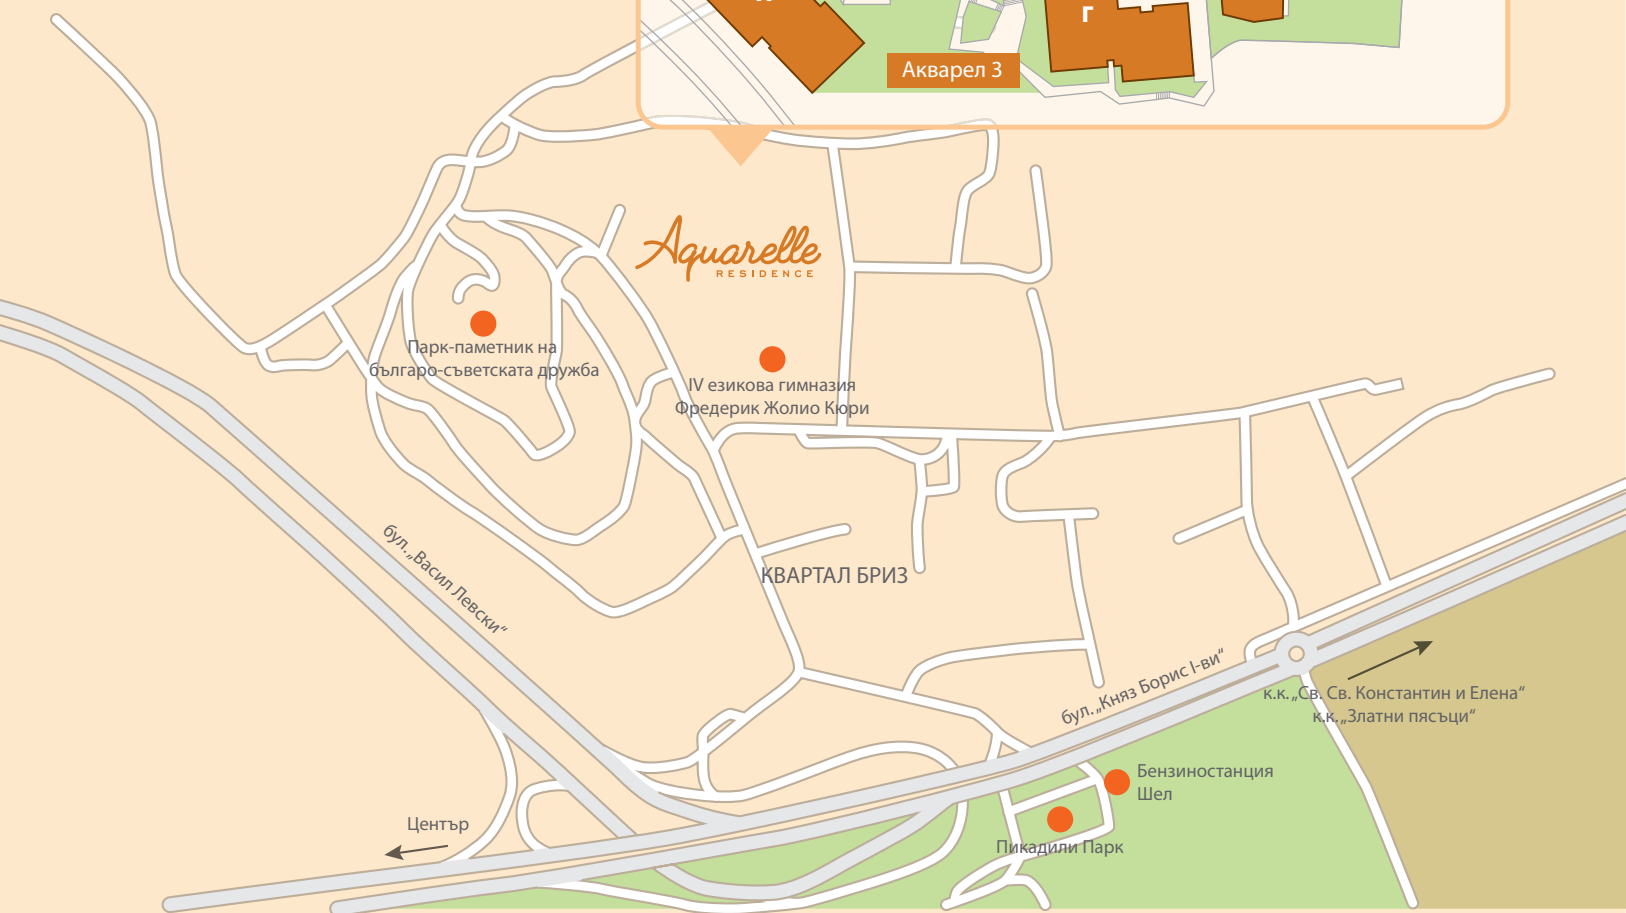 Г
Акварел 3
Aquarelle
RESIDENCE
Парк-паметник на
българо-съветската дружба
IV езикова гимназия
Фредерик Жолио Кюри
бул. „Васил Левски“
КВАРТАЛ БРИЗ
бул. „Княз Борис I-ви“
к.к. „Св. Св. Константин и Елена“
к.к. „Златни пясъци“
Бензиностанция
Шел
Център
Пикадили Парк